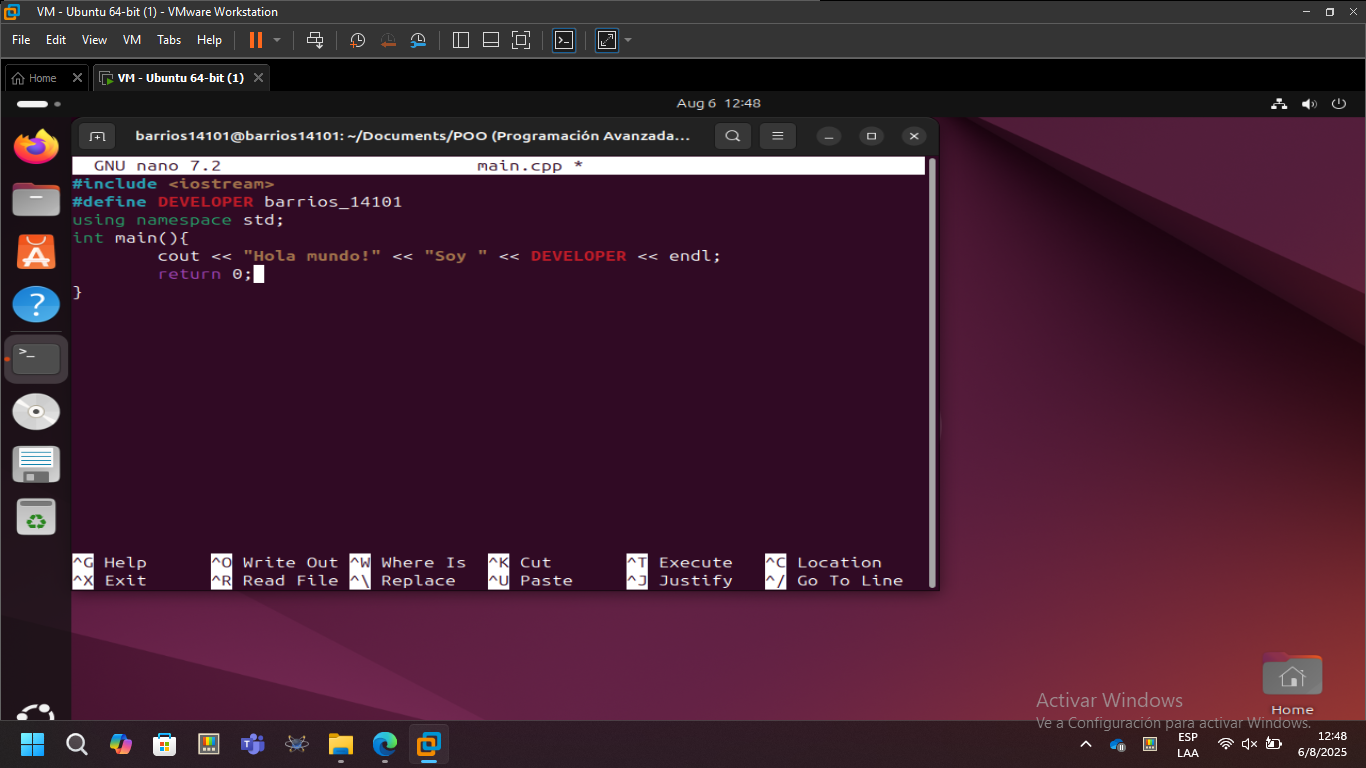 VM - Ubuntu 64-bit (1) - VMware Workstation
File Edit View VM Tabs Help
Home VM - Ubuntu 64-bit (1)
Aug 6 12:48
barrios14101@barrios14101: ~/Documents/POO (Programación Avanzada...
GNU nano 7.2 main.cpp *
#include <iostream>
#define DEVELOPER barrios_14101
using namespace std;
int main(){
cout << "Hola mundo!" << "Soy " << DEVELOPER << endl;
return 0;
}
^G Help ^O Write Out ^W Where Is ^K Cut ^T Execute ^C Location
^X Exit ^R Read File ^\ Replace ^U Paste ^J Justify ^/ Go To Line
Home
Activar Windows
Ve a Configuración para activar Windows.
ESP
LAA
12:48
6/8/2025